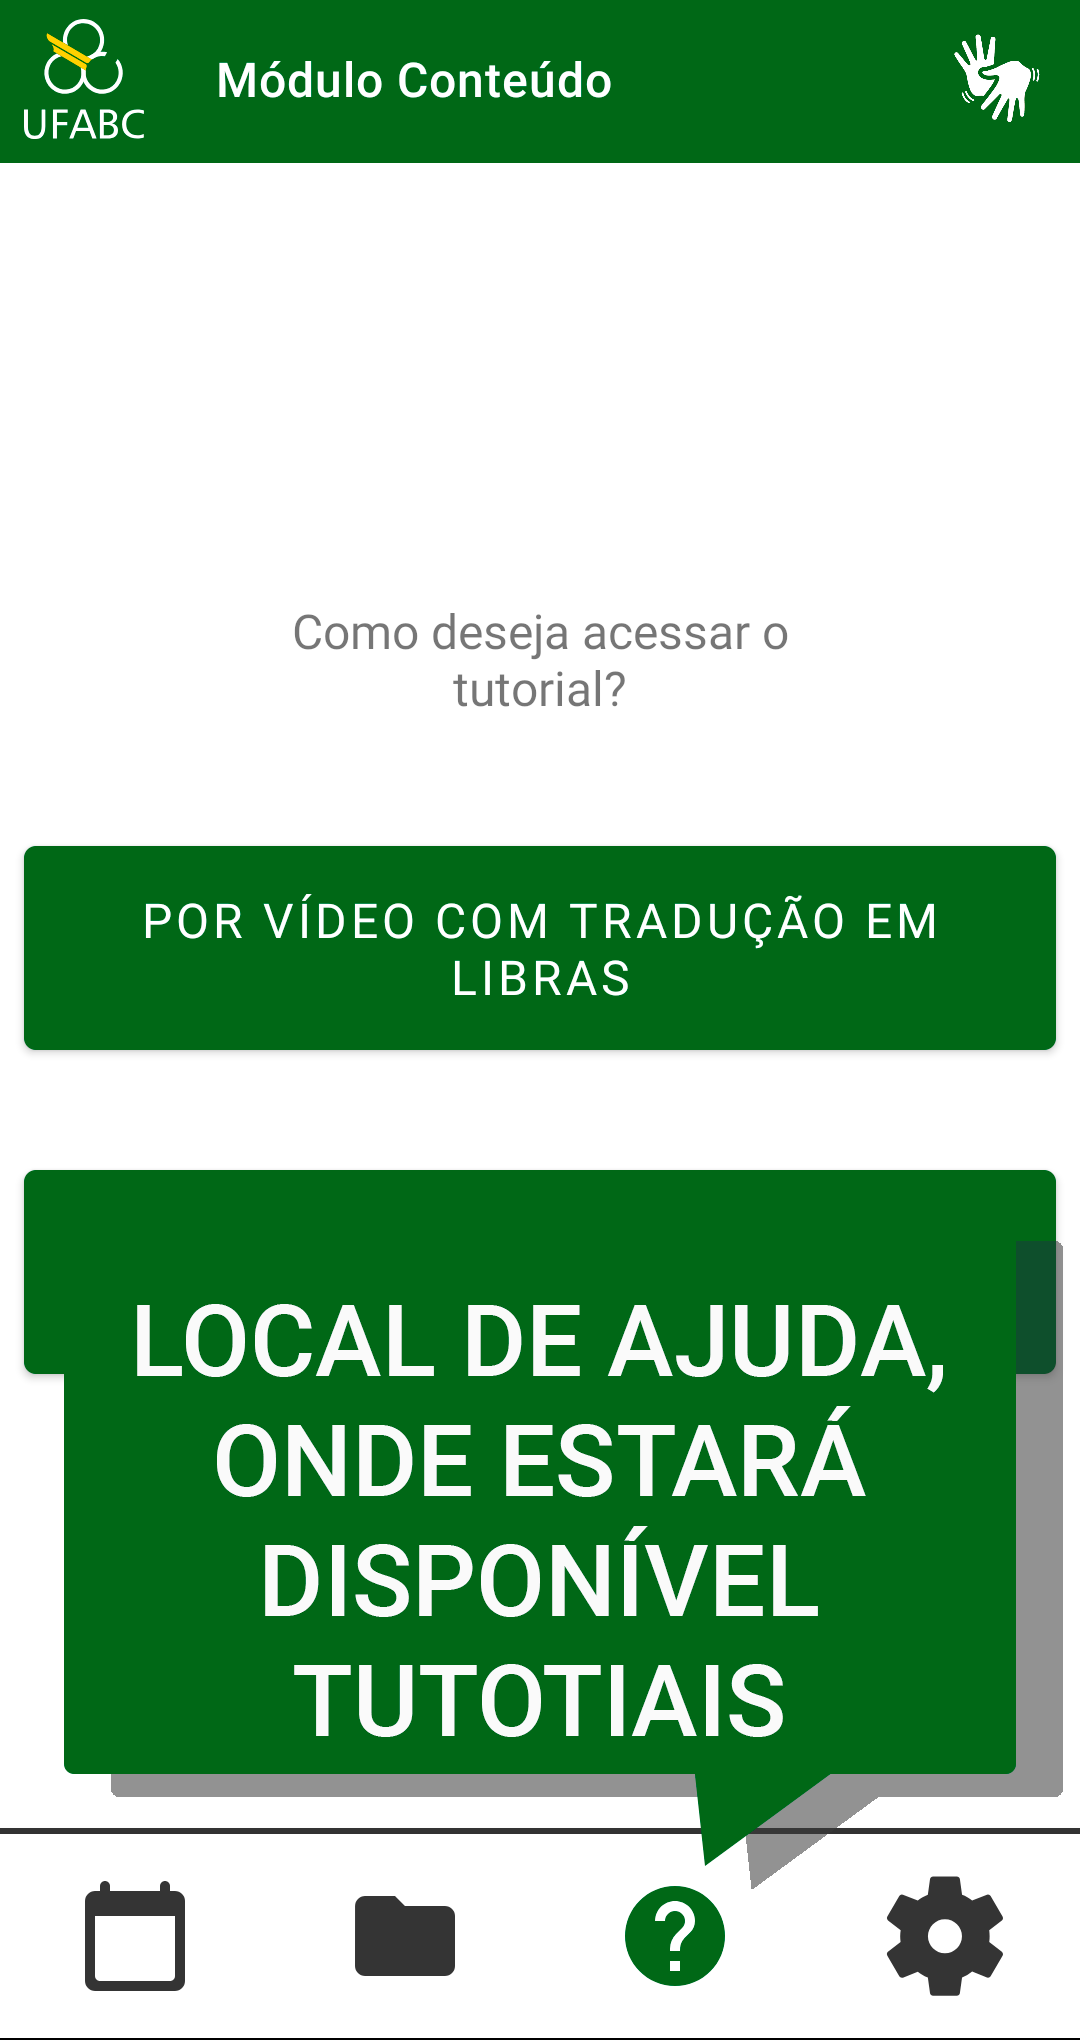 UFABC
Módulo Conteúdo
Como deseja acessar o
tutorial?
POR VÍDEO COM TRADUÇÃO EM
LIBRAS
LOCAL DE AJUDA,
ONDE ESTARÁ
DISPONÍVEL
TUTOTIAIS
?